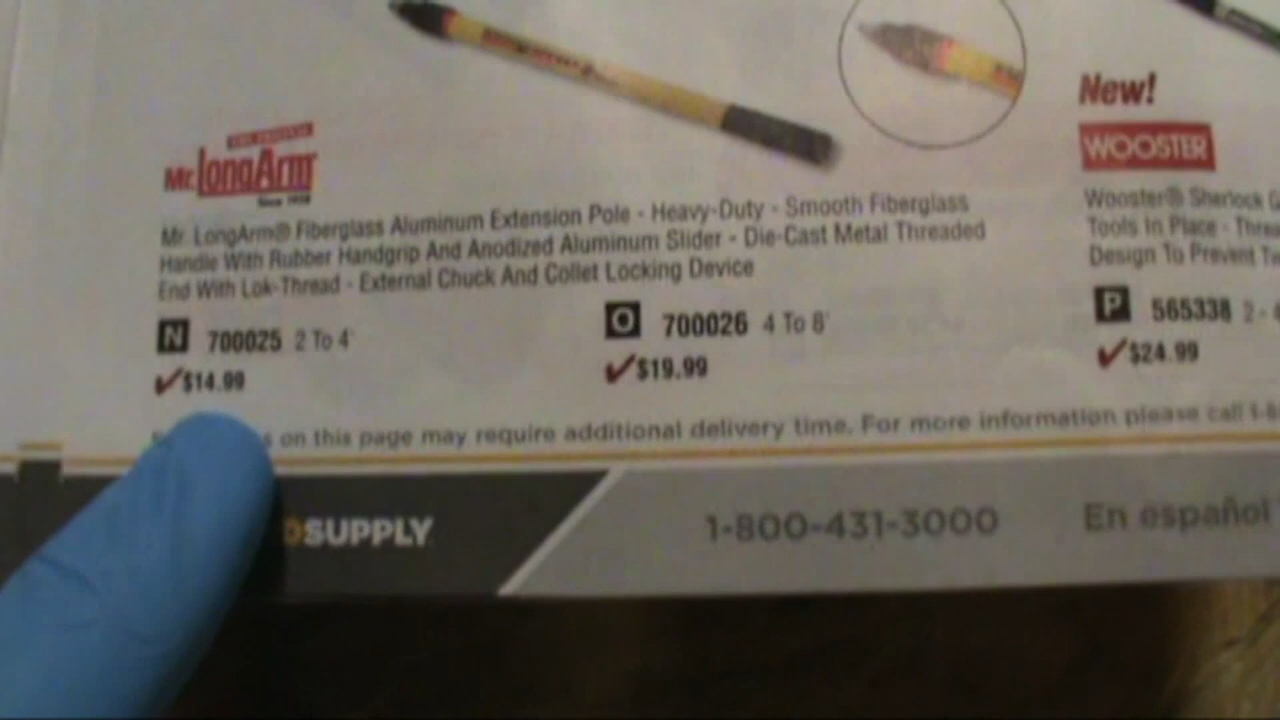 Mr. LongArm
Mr. LongArm® Fiberglass Aluminum Extension Pole - Heavy-Duty - Smooth Fiberglass
Handle With Rubber Handgrip And Anodized Aluminum Slider - Die-Cast Metal Threaded
End With Lok-Thread - External Chuck And Collet Locking Device
N 700025 2 To 4'
$14.99
O 700026 4 To 8'
$19.99
New!
WOOSTER
Wooster® Sherlock
Tools In Place -
Design To Prevent
P 565338 2 -
$24.99
on this page may require additional delivery time. For more information please call
SUPPLY
1-800-431-3000
En español